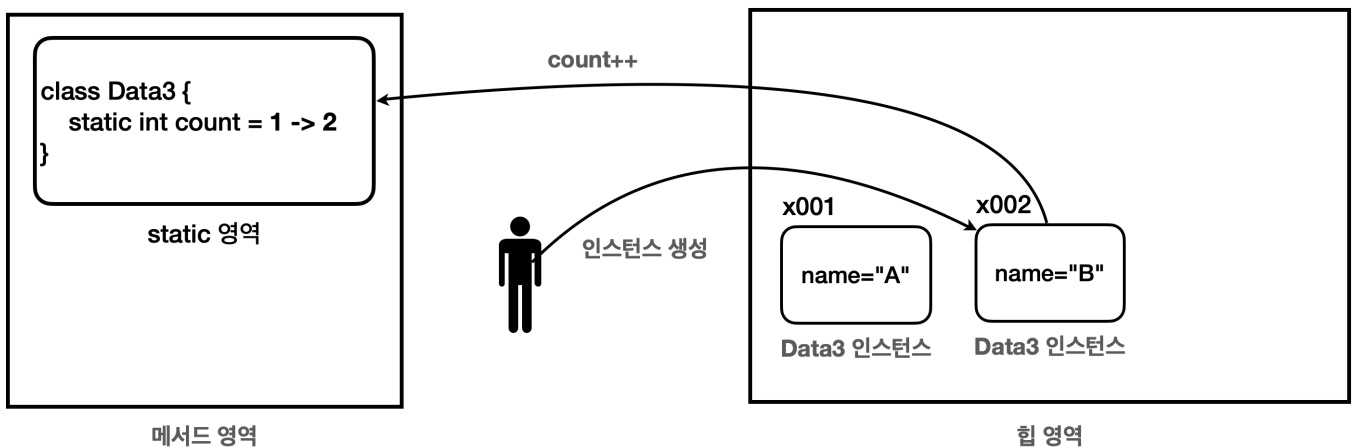 count++
class Data3 {
static int count = 1 -> 2
}
static 영역
인스턴스 생성
x001
x002
name="A"
name="B"
Data3 인스턴스
Data3 인스턴스
메서드 영역
힙 영역